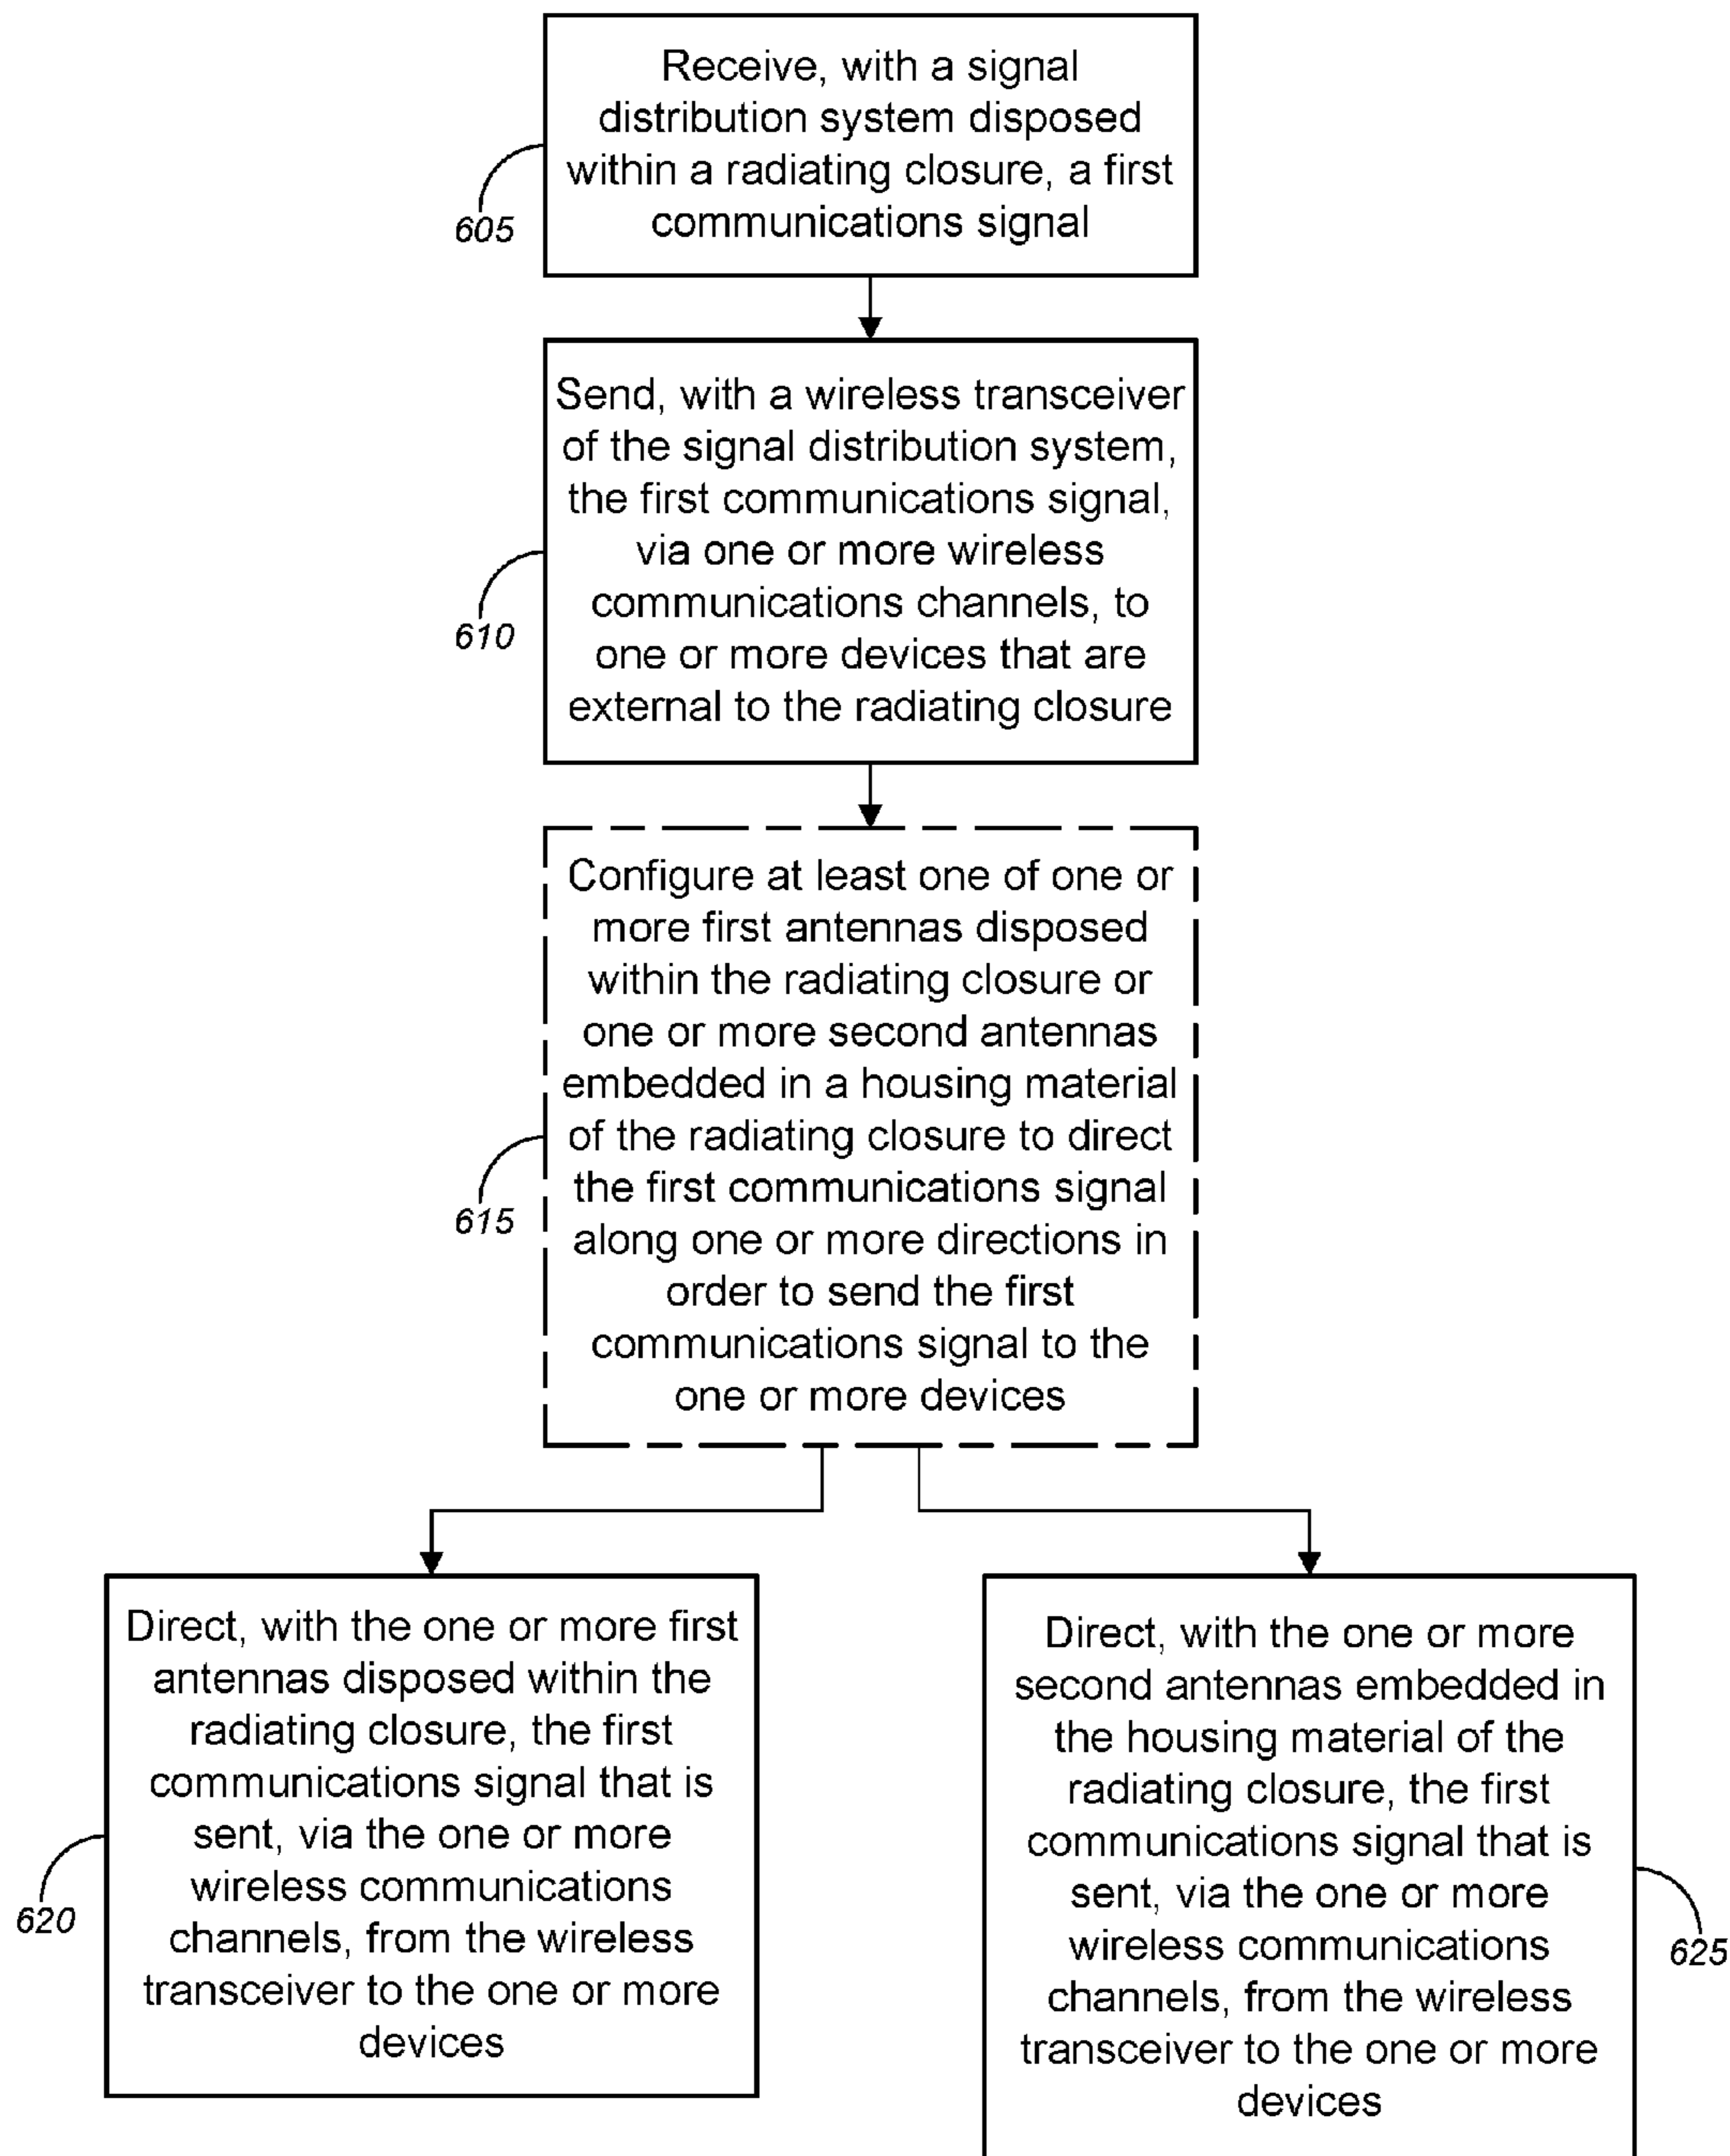 Receive, with a signal
distribution system disposed
within a radiating closure, a first
communications signal
605
Send, with a wireless transceiver
of the signal distribution system,
the first communications signal,
via one or more wireless
communications channels, to
one or more devices that are
external to the radiating closure
610
Configure at least one of one or
more first antennas disposed
within the radiating closure or
one or more second antennas
embedded in a housing material
of the radiating closure to direct
the first communications signal
along one or more directions in
order to send the first
communications signal to the
one or more devices
615
Direct, with the one or more first
antennas disposed within the
radiating closure, the first
communications signal that is
sent, via the one or more
wireless communications
channels, from the wireless
transceiver to the one or more
devices
620
Direct, with the one or more
second antennas embedded in
the housing material of the
radiating closure, the first
communications signal that is
sent, via the one or more
wireless communications
channels, from the wireless
transceiver to the one or more
devices
625